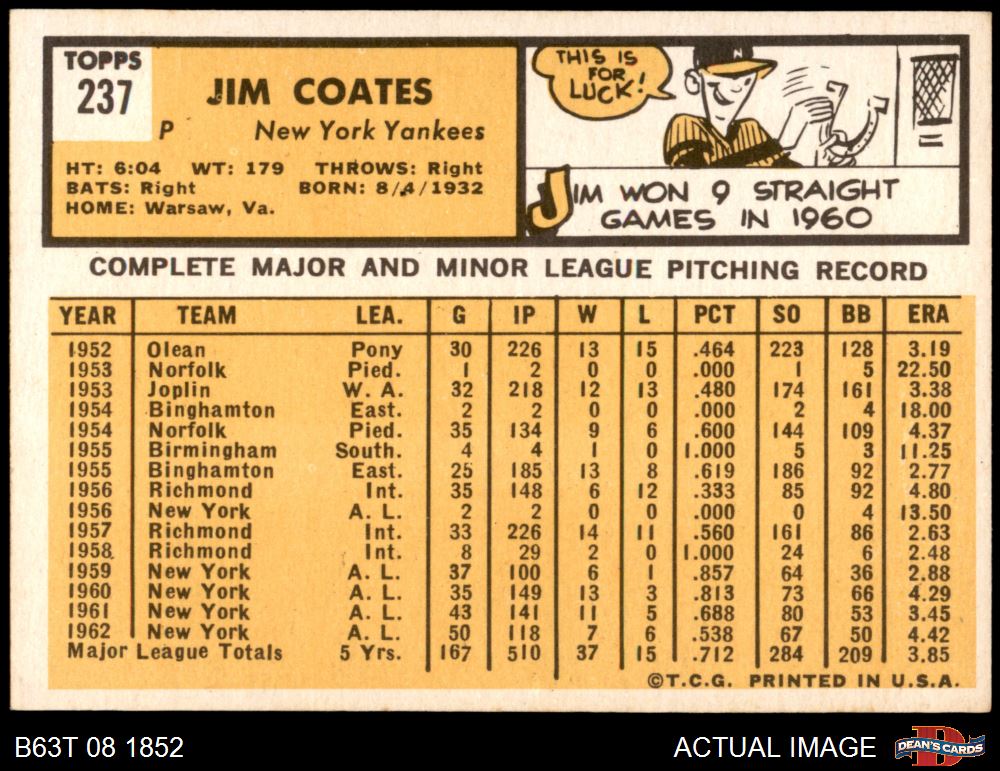 TOPPS
237
JIM COATES
P New York Yankees
HT: 6:04 WT: 179 THROWS: Right
BATS: Right BORN: 8/4/1932
HOME: Warsaw, Va.
THIS IS
FOR
LUCK!
N
JIM WON 9 STRAIGHT
GAMES IN 1960
COMPLETE MAJOR AND MINOR LEAGUE PITCHING RECORD
YEAR TEAM LEA. G IP W L PCT SO BB ERA
1952 Olean Pony 30 226 13 15 .464 223 128 3.19
1953 Norfolk Pied. 1 2 0 0 .000 1 5 22.50
1953 Joplin W. A. 32 218 12 13 .480 174 161 3.38
1954 Binghamton East. 2 2 0 0 .000 2 4 18.00
1954 Norfolk Pied. 35 134 9 6 .600 144 109 4.37
1955 Birmingham South. 4 4 1 0 1.000 5 3 11.25
1955 Binghamton East. 25 185 13 8 .619 186 92 2.77
1956 Richmond Int. 35 148 6 12 .333 85 92 4.80
1956 New York A. L. 2 2 0 0 .000 0 4 13.50
1957 Richmond Int. 33 226 14 11 .560 161 86 2.63
1958 Richmond Int. 8 29 2 0 1.000 24 6 2.48
1959 New York A. L. 37 100 6 1 .857 64 36 2.88
1960 New York A. L. 35 149 13 3 .813 73 66 4.29
1961 New York A. L. 43 141 11 5 .688 80 53 3.45
1962 New York A. L. 50 118 7 6 .538 67 50 4.42
Major League Totals 5 Yrs. 167 510 37 15 .712 284 209 3.85
©T.C.G. PRINTED IN U.S.A.
B63T 08 1852
ACTUAL IMAGE
D
DEAN'S CARDS